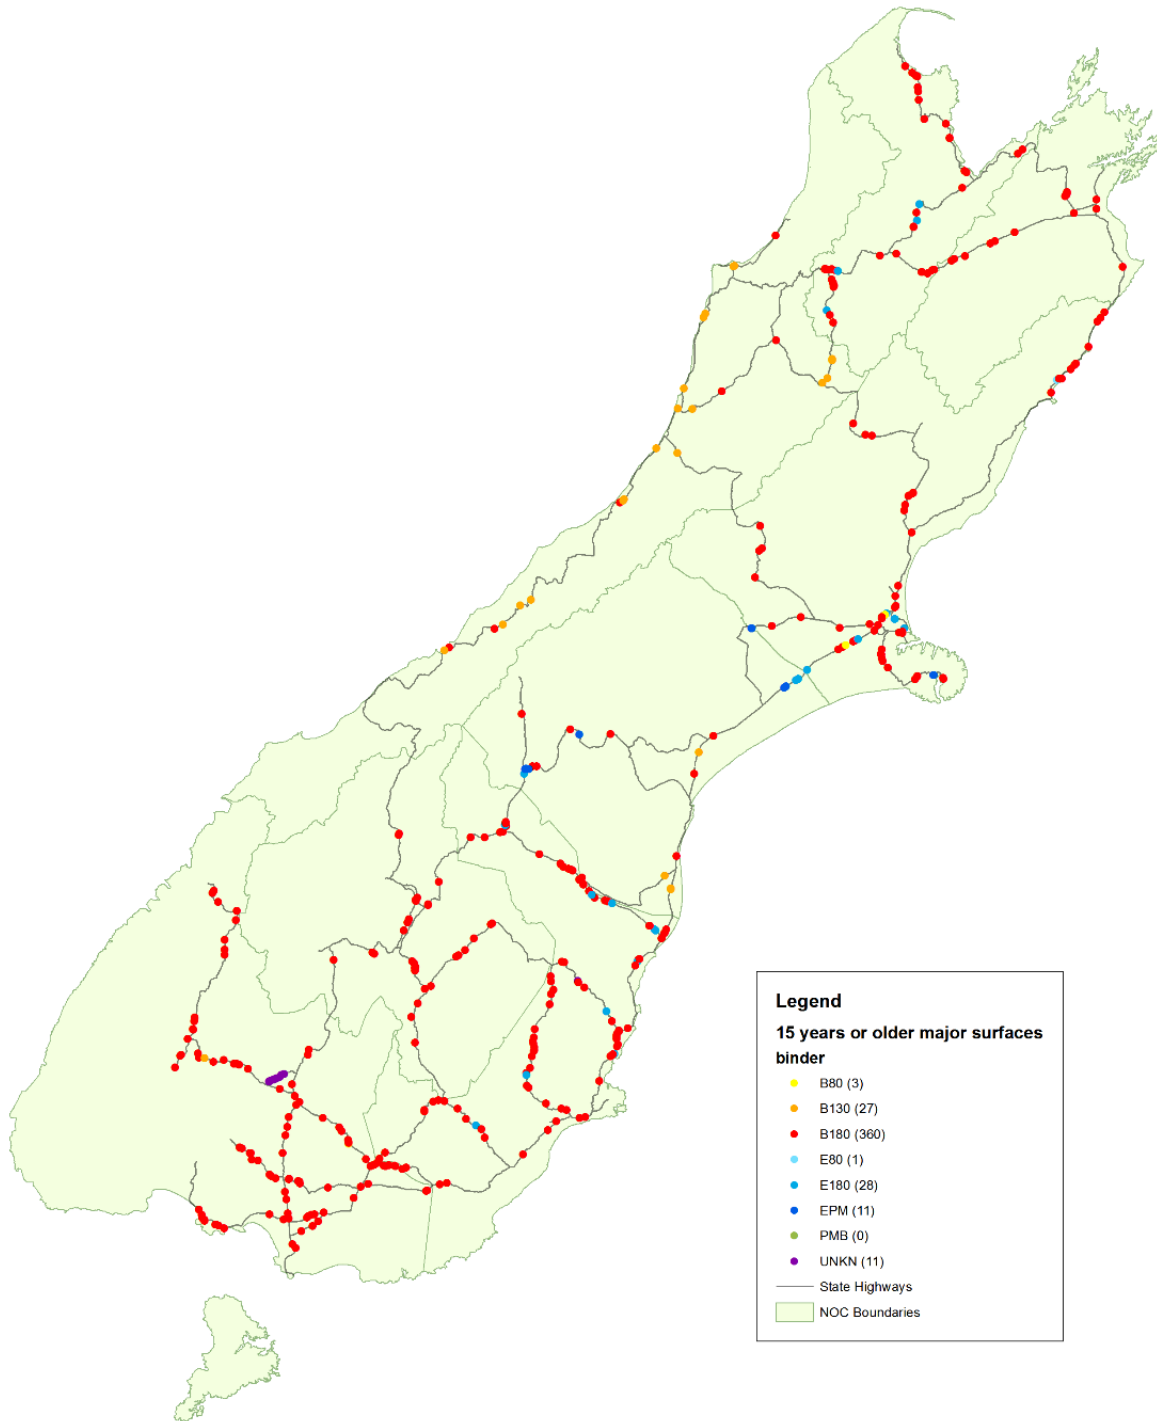 Legend
15 years or older major surfaces
binder
B80 (3)
B130 (27)
B180 (360)
E80 (1)
E180 (28)
EPM (11)
PMB (0)
UNKN (11)
State Highways
NOC Boundaries